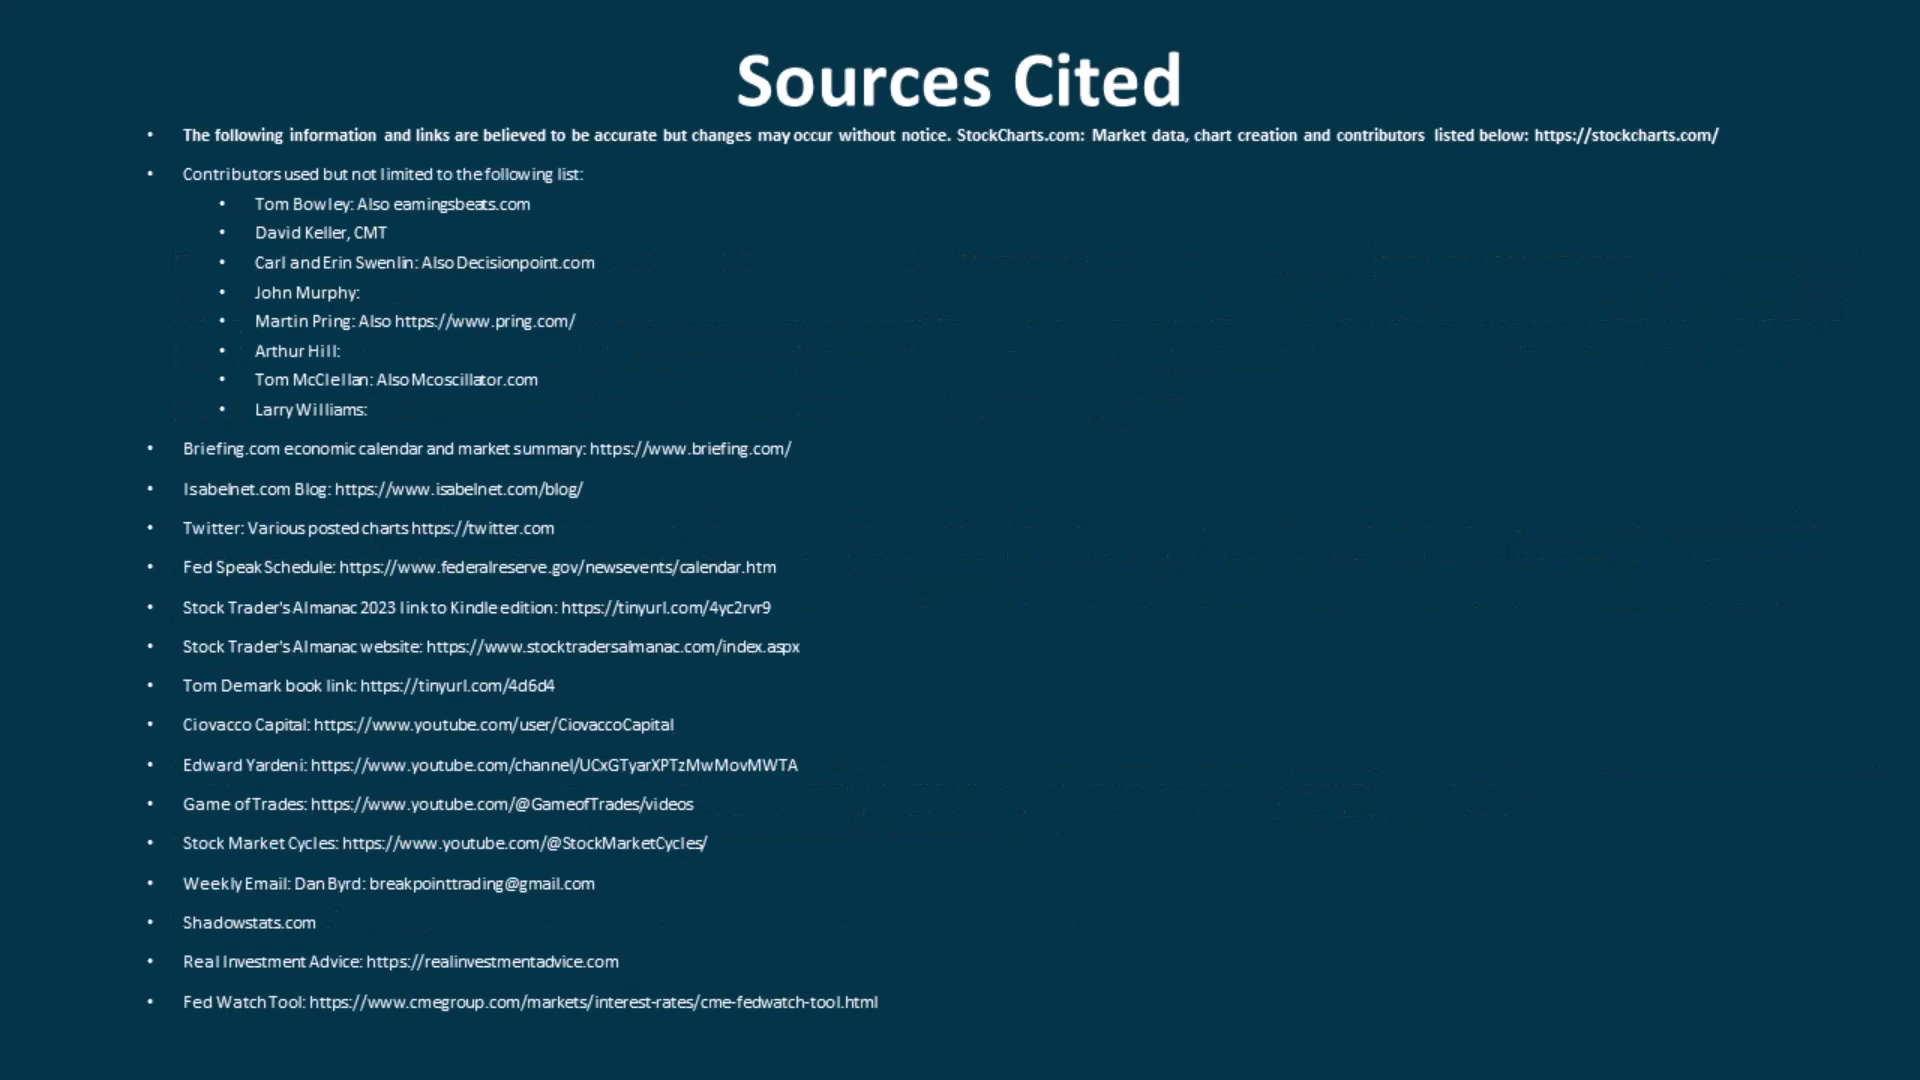 Sources Cited
• The following information and links are believed to be accurate but changes may occur without notice. StockCharts.com: Market data, chart creation and contributors listed below: https://stockcharts.com/
• Contributors used but not limited to the following list:
• Tom Bowley: Also earningsbeats.com
• David Keller, CMT
• Carl and Erin Swenlin: Also Decisionpoint.com
• John Murphy:
• Martin Pring: Also https://www.pring.com/
• Arthur Hill:
• Tom McClellan: Also Mcoscillator.com
• Larry Williams:
• Briefing.com economic calendar and market summary: https://www.briefing.com/
• Isabelnet.com Blog: https://www.isabelnet.com/blog/
• Twitter: Various posted charts https://twitter.com
• Fed Speak Schedule: https://www.federalreserve.gov/newsevents/calendar.htm
• Stock Trader's Almanac 2023 link to Kindle edition: https://tinyurl.com/4yc2rvr9
• Stock Trader's Almanac website: https://www.stocktradersalmanac.com/index.aspx
• Tom Demark book link: https://tinyurl.com/4d6d4
• Ciovacco Capital: https://www.youtube.com/user/CiovaccoCapital
• Edward Yardeni: https://www.youtube.com/channel/UCxGTyarXPTzMwMovMWTA
• Game of Trades: https://www.youtube.com/@GameofTrades/videos
• Stock Market Cycles: https://www.youtube.com/@StockMarketCycles/
• Weekly Email: Dan Byrd: breakpointtrading@gmail.com
• Shadowstats.com
• Real Investment Advice: https://realinvestmentadvice.com
• Fed Watch Tool: https://www.cmegroup.com/markets/interest-rates/cme-fedwatch-tool.html